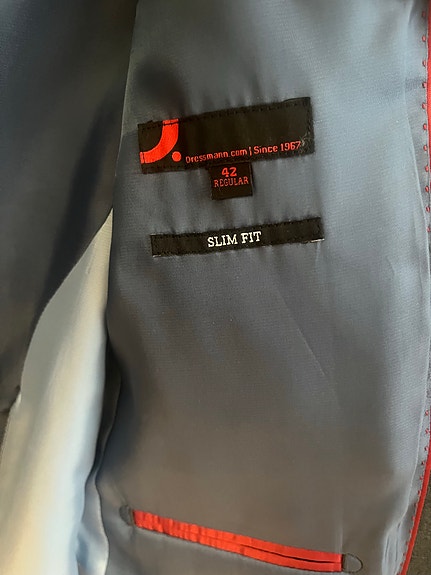 Dressmann.com | Since 1967
42
REGULAR
SLIM FIT